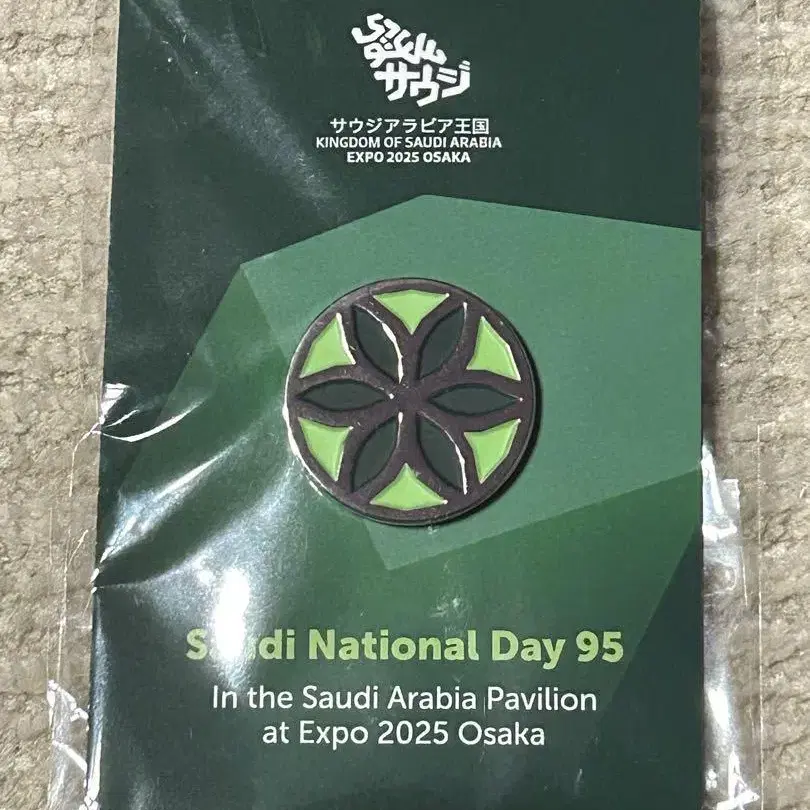 サウジ
サウジアラビア王国
KINGDOM OF SAUDI ARABIA
EXPO 2025 OSAKA
Saudi National Day 95
In the Saudi Arabia Pavilion
at Expo 2025 Osaka